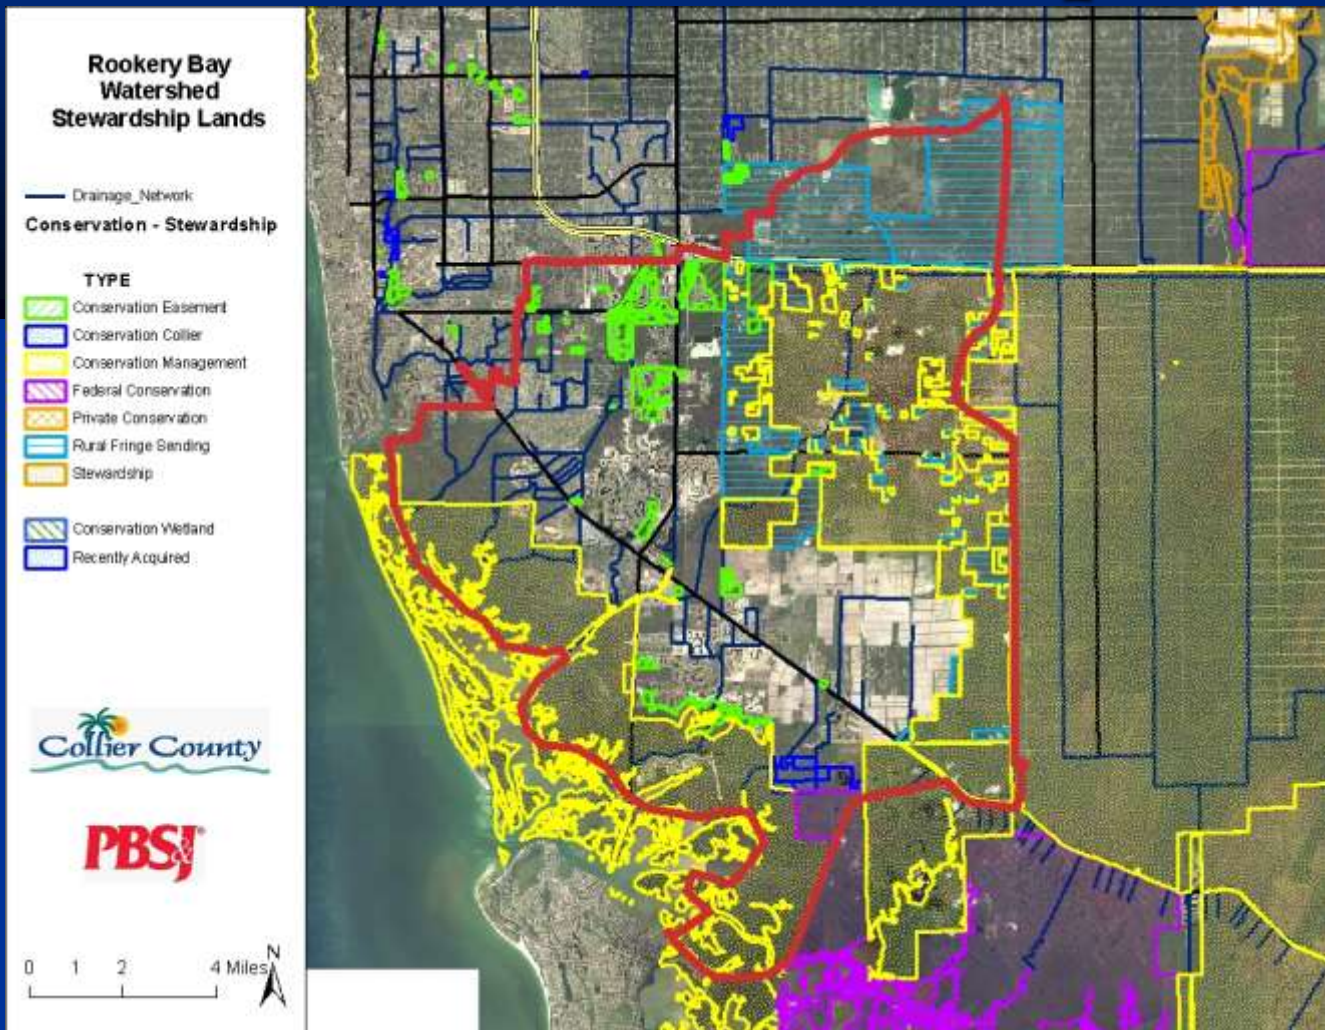 Rookery Bay
Watershed
Stewardship Lands
Drainage_Network
Conservation - Stewardship
TYPE
Conservation Easement
Conservation Collier
Conservation Management
Federal Conservation
Private Conservation
Rural Fringe Sending
Stewardship
Conservation Wetland
Recently Acquired
Collier County
PBS&J
0 1 2 4 Miles
N